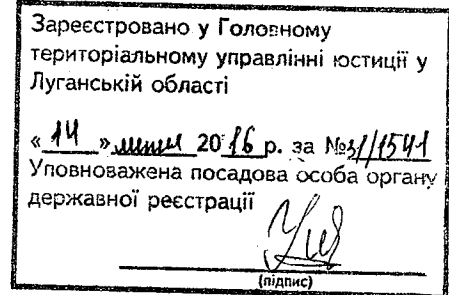 Зареєстровано у Головному
територіальному управлінні юстиції у
Луганській області
« 14 » липня 2016 р. за №31/1541
Уповноважена посадова особа органу
державної реєстрації
(підпис)